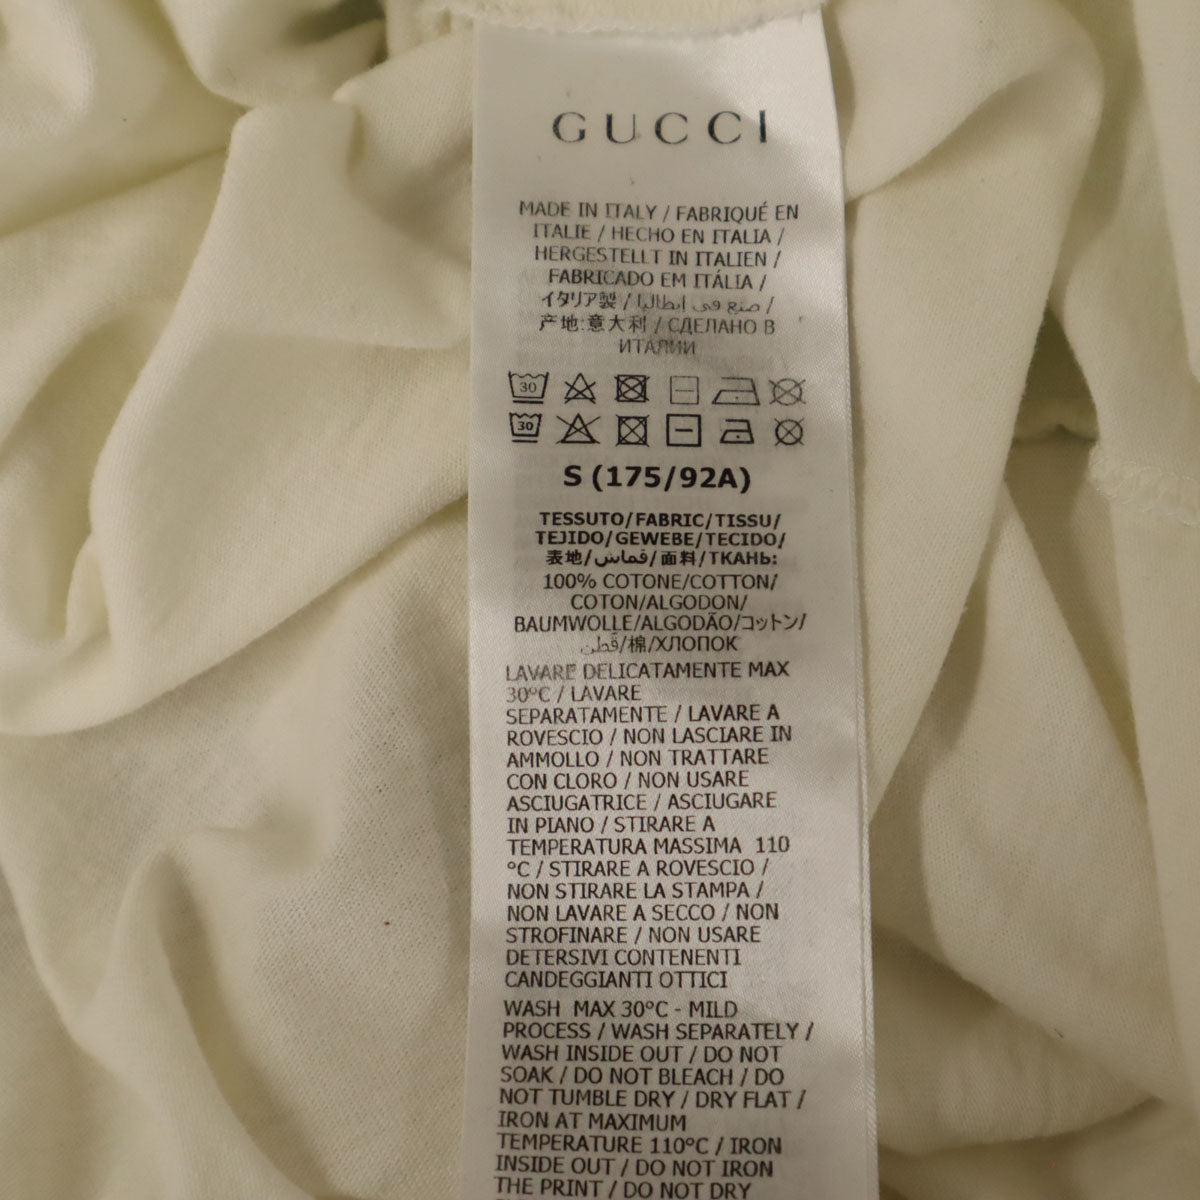 GUCCI
MADE IN ITALY / FABRIQUÉ EN
ITALIE / HECHO EN ITALIA /
HERGESTELLT IN ITALIEN /
FABRICADO EM ITÁLIA /
イタリア製 / صنع في إيطاليا /
产地:意大利 / СДЕЛАНО В
ИТАЛИИ
30
30
S (175/92A)
TESSUTO/FABRIC/TISSU/
TEJIDO/GEWEBE/TECIDO/
表地/قماش/面料/ТКАНЬ:
100% COTONE/COTTON/
COTON/ALGODON/
BAUMWOLLE/ALGODÃO/コットン/
قطن/棉/ХЛОПОК
LAVARE DELICATAMENTE MAX
30°C / LAVARE
SEPARATAMENTE / LAVARE A
ROVESCIO / NON LASCIARE IN
AMMOLLO / NON TRATTARE
CON CLORO / NON USARE
ASCIUGATRICE / ASCIUGARE
IN PIANO / STIRARE A
TEMPERATURA MASSIMA 110
°C / STIRARE A ROVESCIO /
NON STIRARE LA STAMPA /
NON LAVARE A SECCO / NON
STROFINARE / NON USARE
DETERSIVI CONTENENTI
CANDEGGIANTI OTTICI
WASH MAX 30°C - MILD
PROCESS / WASH SEPARATELY /
WASH INSIDE OUT / DO NOT
SOAK / DO NOT BLEACH / DO
NOT TUMBLE DRY / DRY FLAT /
IRON AT MAXIMUM
TEMPERATURE 110°C / IRON
INSIDE OUT / DO NOT IRON
THE PRINT / DO NOT DRY